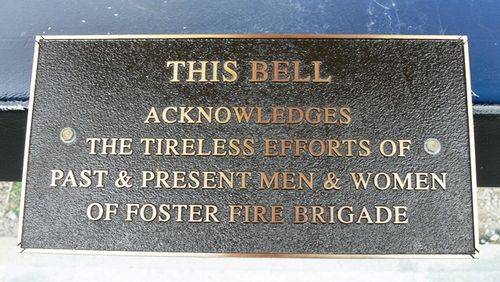 THIS BELL
ACKNOWLEDGES
THE TIRELESS EFFORTS OF
PAST & PRESENT MEN & WOMEN
OF FOSTER FIRE BRIGADE